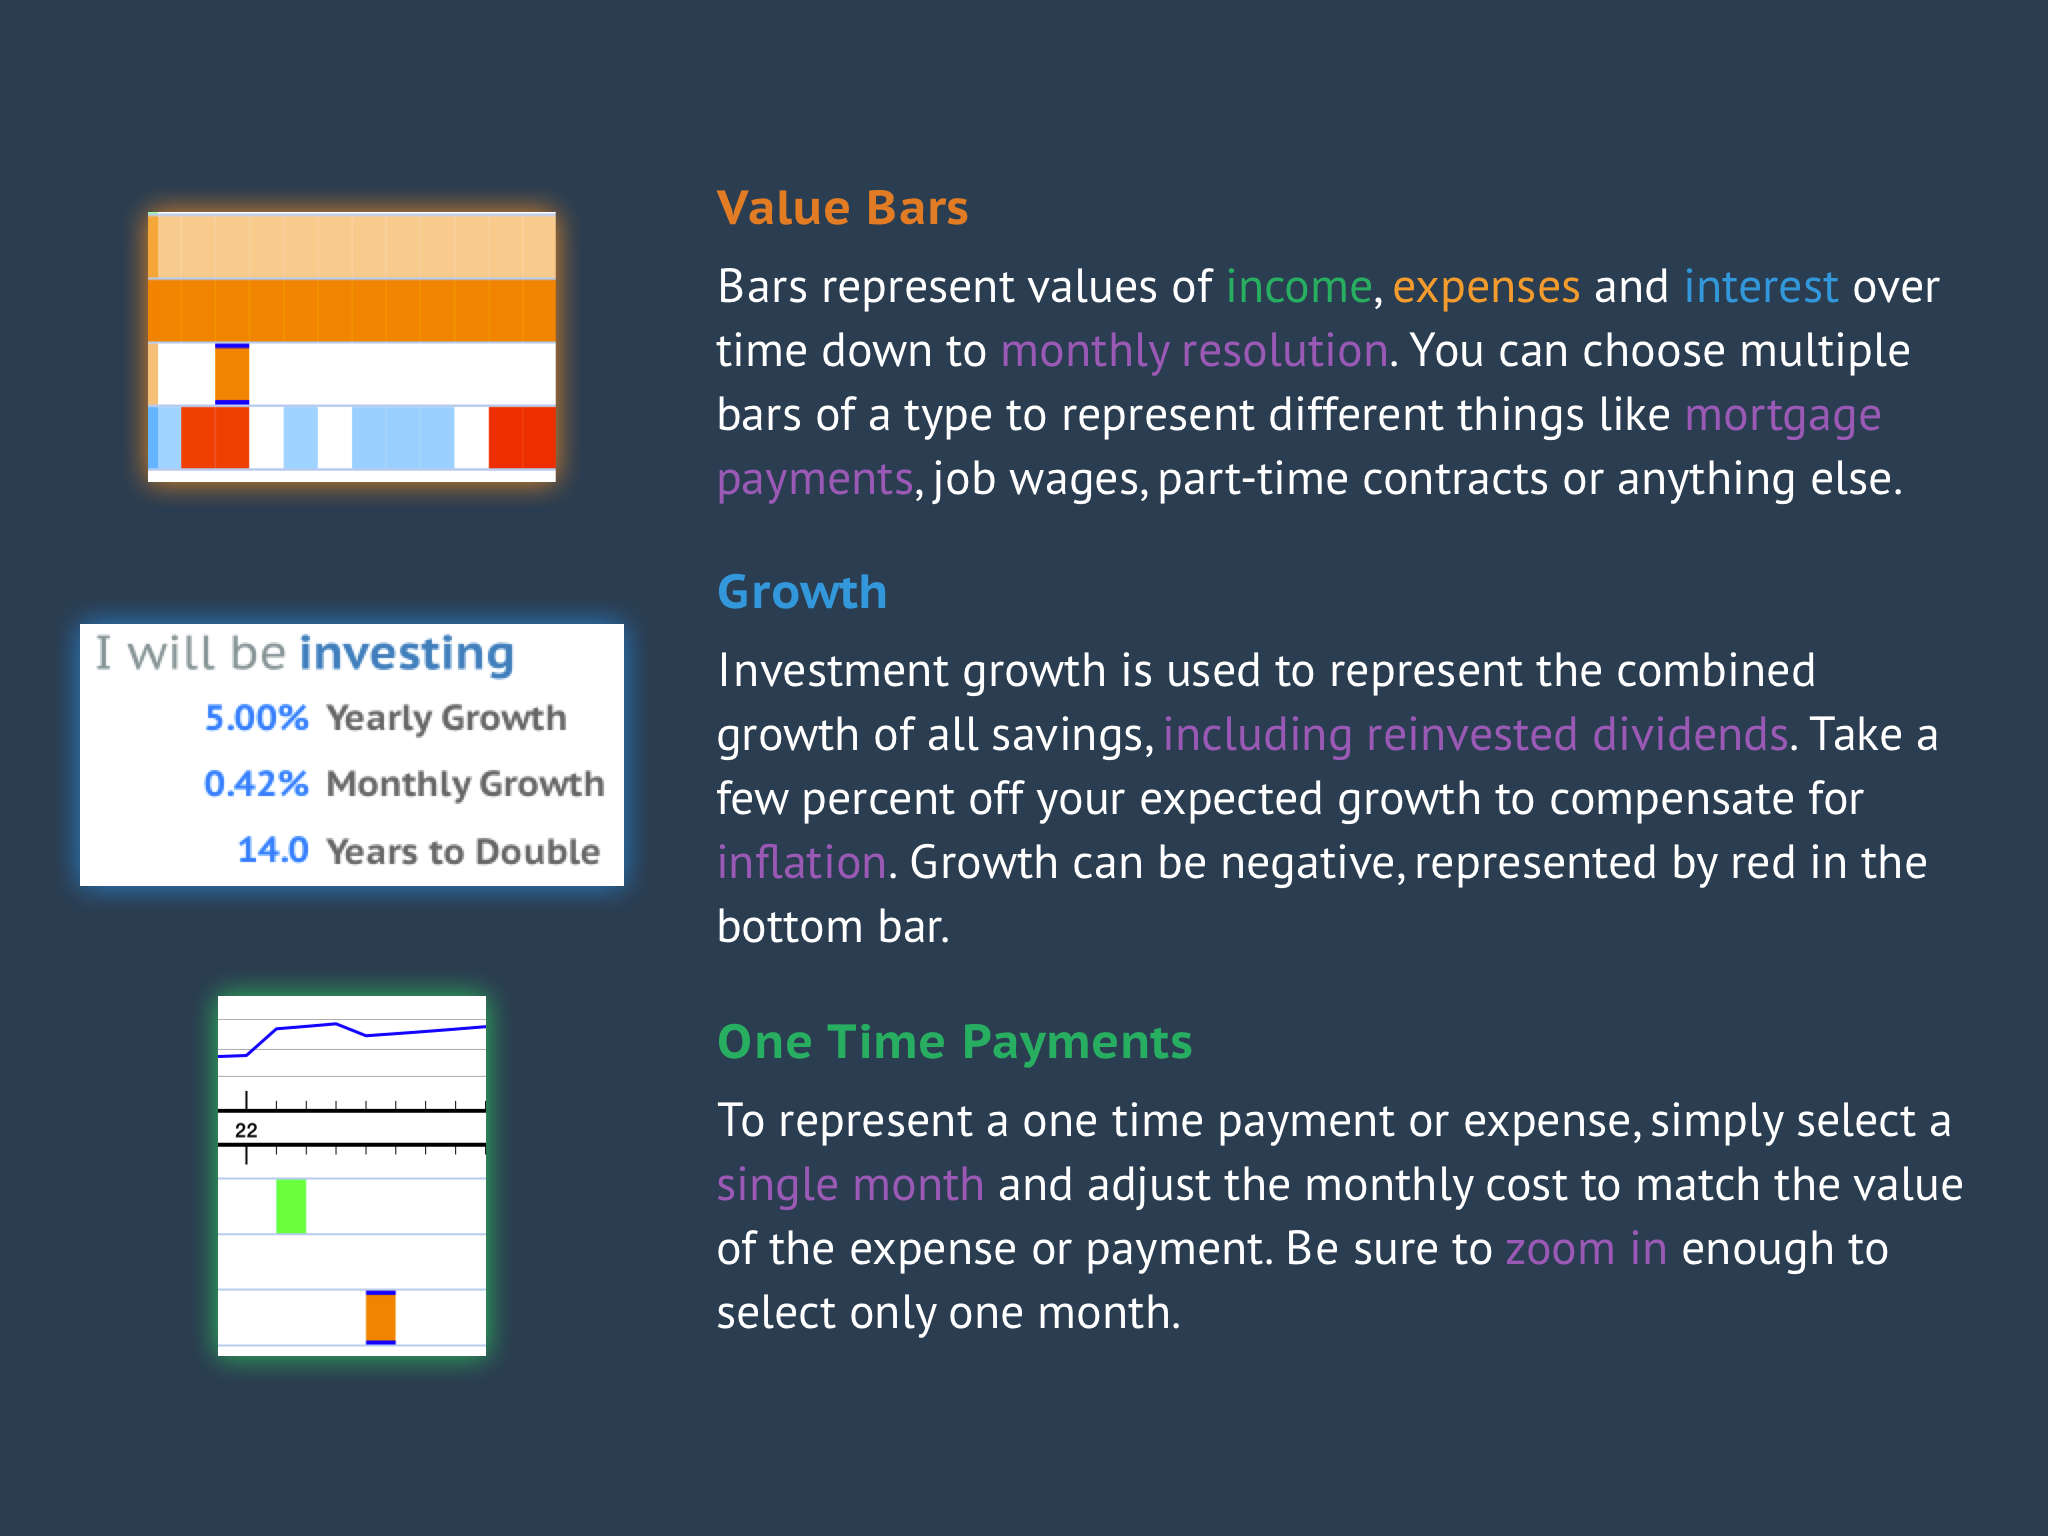 Value Bars
Bars represent values of income, expenses and interest over
time down to monthly resolution. You can choose multiple
bars of a type to represent different things like mortgage
payments, job wages, part-time contracts or anything else.
I will be investing
5.00% Yearly Growth
0.42% Monthly Growth
14.0 Years to Double
Growth
Investment growth is used to represent the combined
growth of all savings, including reinvested dividends. Take a
few percent off your expected growth to compensate for
inflation. Growth can be negative, represented by red in the
bottom bar.
22
One Time Payments
To represent a one time payment or expense, simply select a
single month and adjust the monthly cost to match the value
of the expense or payment. Be sure to zoom in enough to
select only one month.